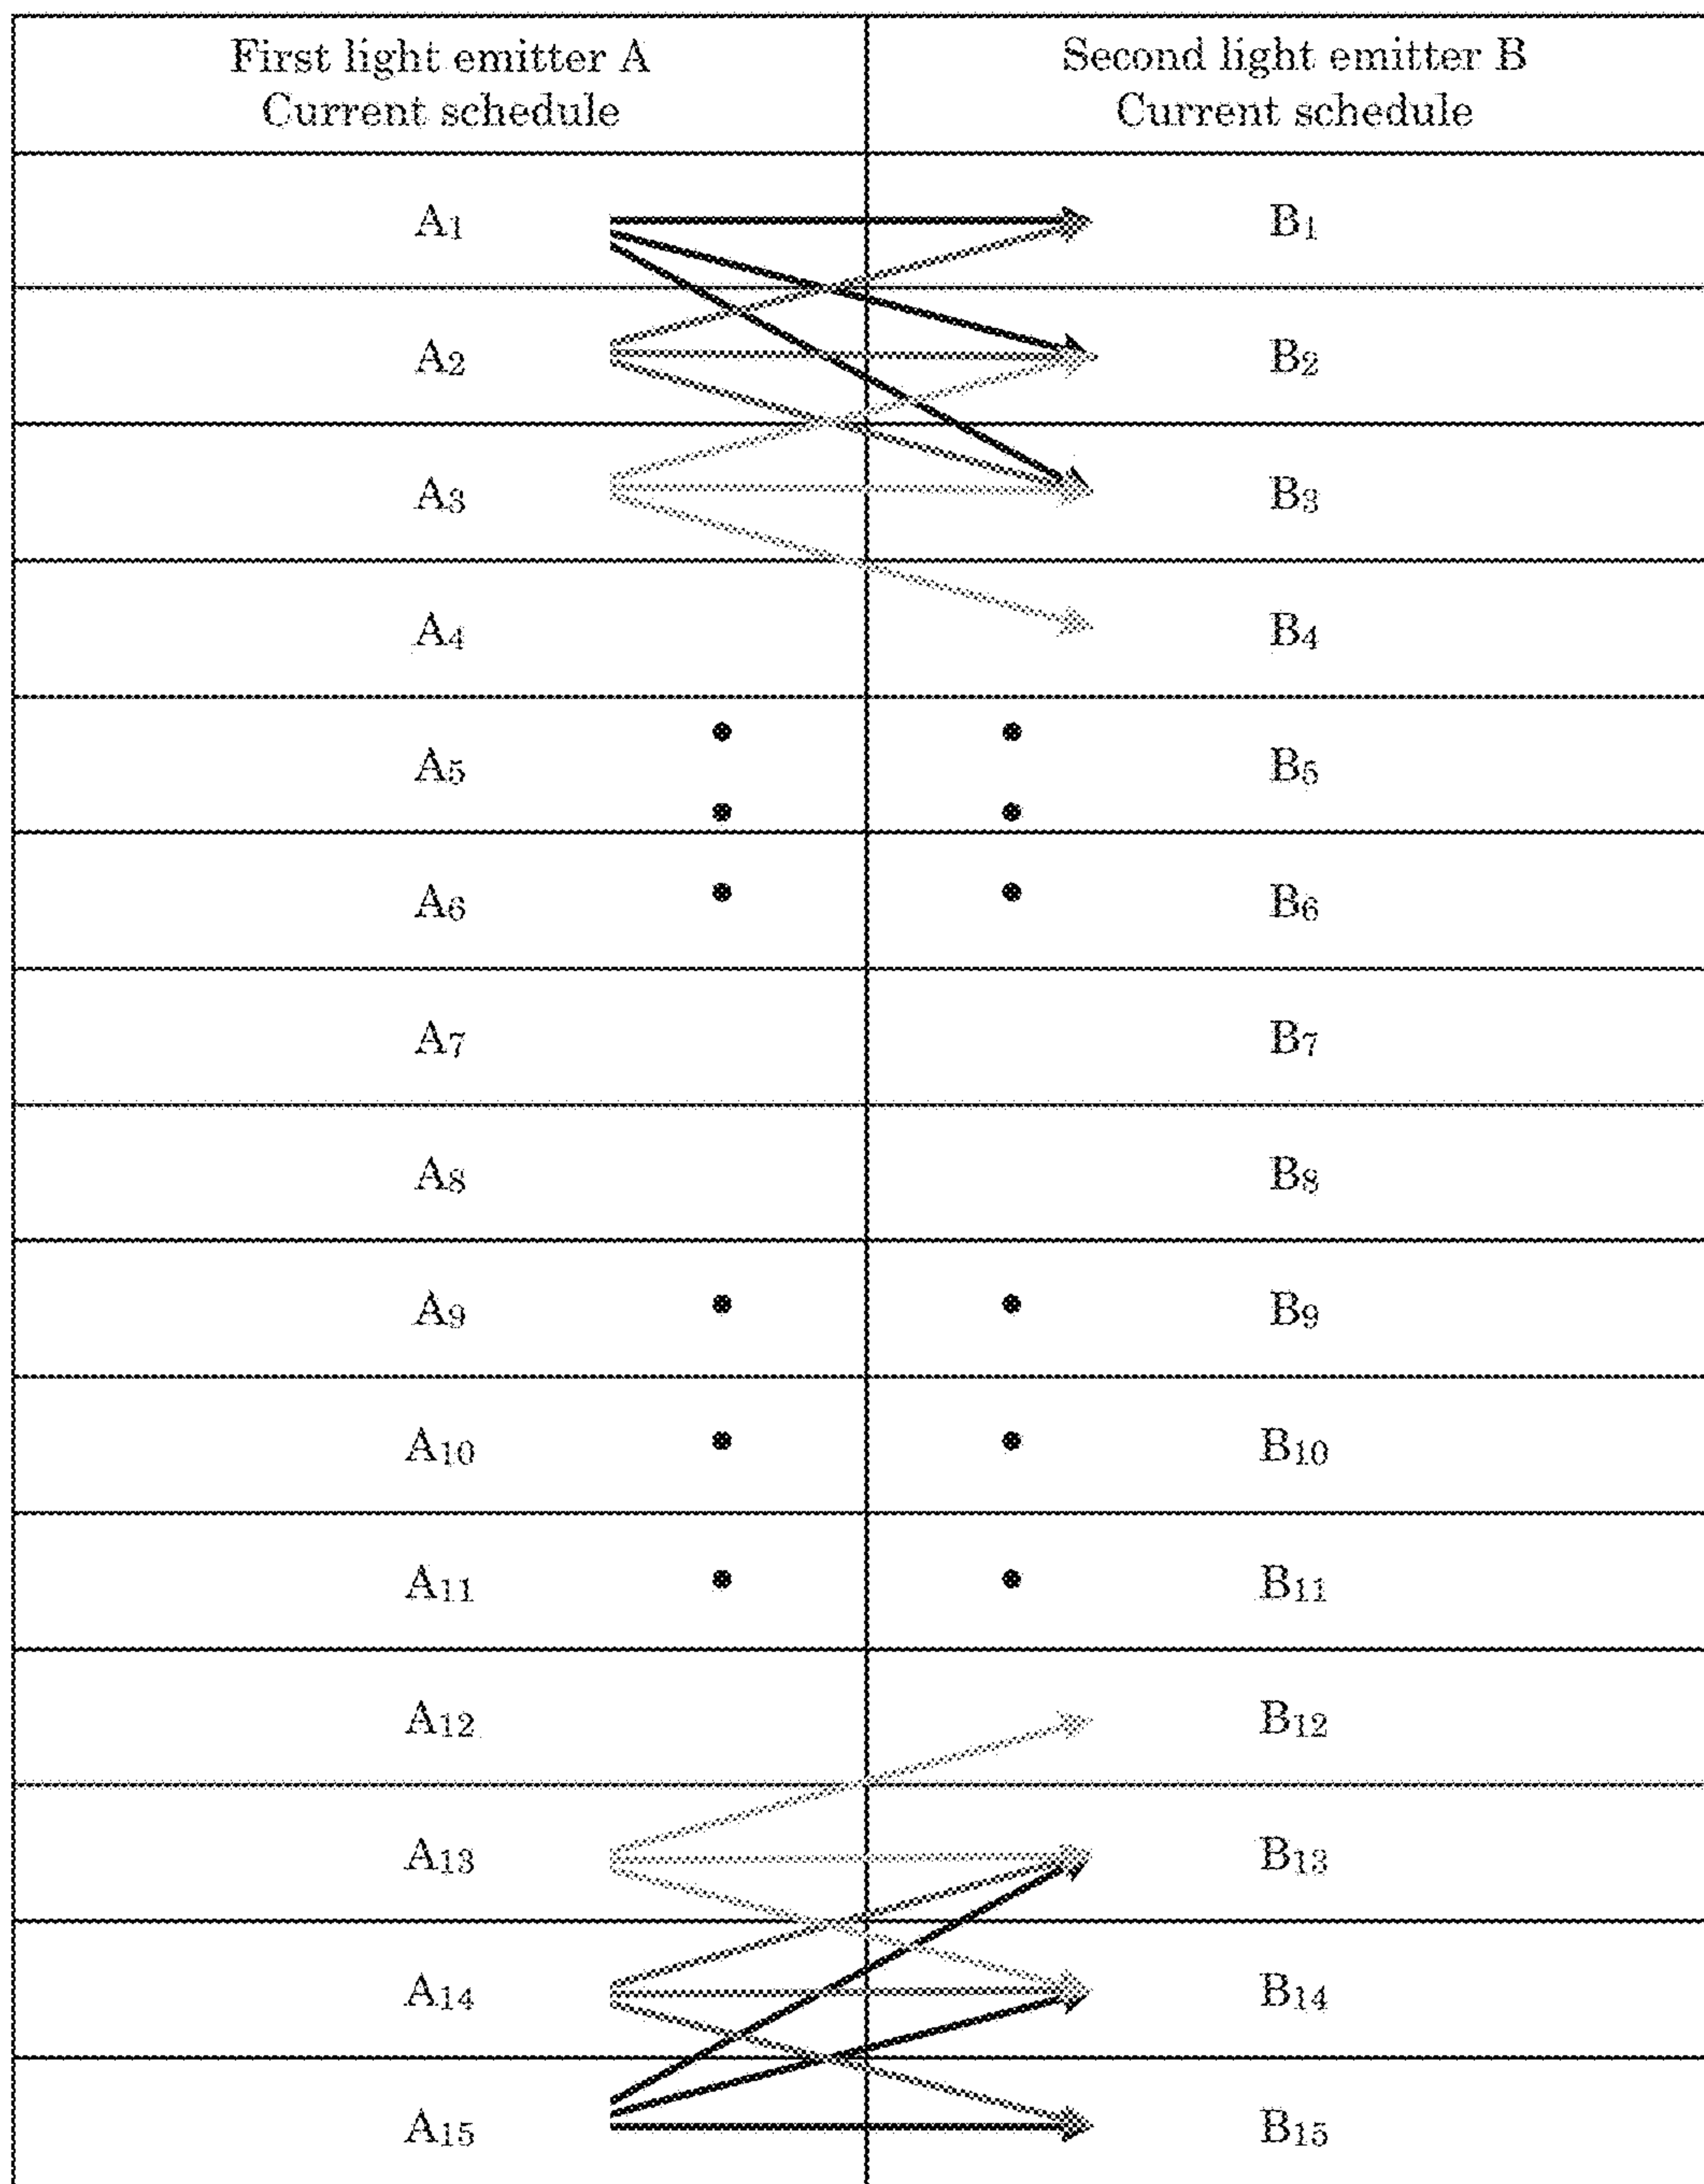 First light emitter A
Current schedule
Second light emitter B
Current schedule
A₁ B₁
A₂ B₂
A₃ B₃
A₄ B₄
A₅ B₅
A₆ B₆
A₇ B₇
A₈ B₈
A₉ B₉
A₁₀ B₁₀
A₁₁ B₁₁
A₁₂ B₁₂
A₁₃ B₁₃
A₁₄ B₁₄
A₁₅ B₁₅